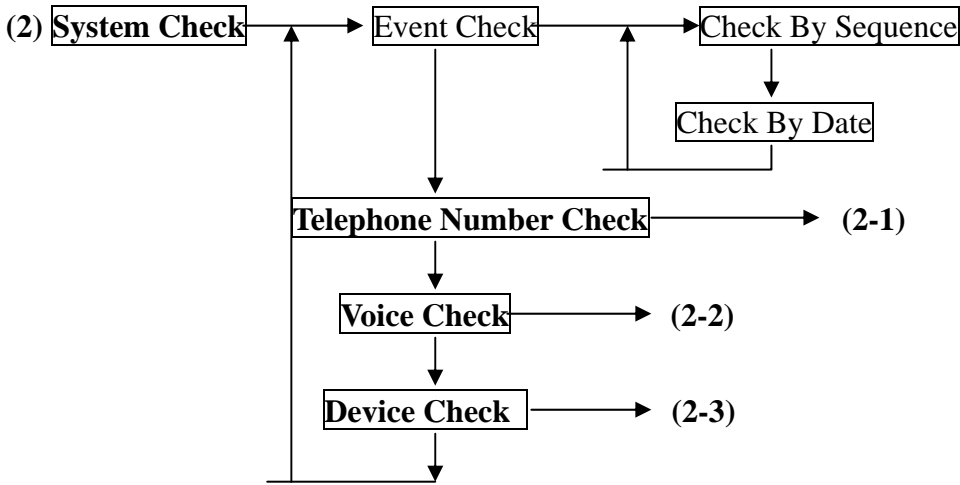 (2) System Check Event Check Check By Sequence
Check By Date
Telephone Number Check (2-1)
Voice Check (2-2)
Device Check (2-3)